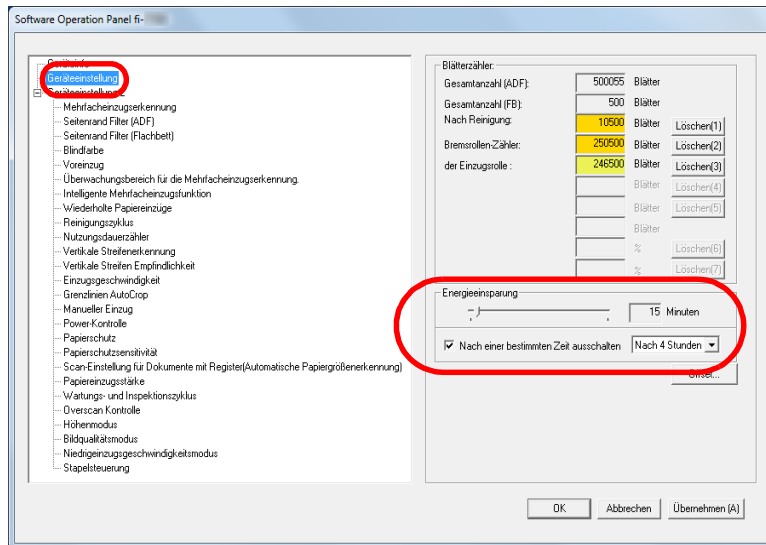 Software Operation Panel fi-
Geräteinfo
Geräteeinstellung
Geräteeinstellung 2
Mehrfacheinzugserkennung
Seitenrand Filter (ADF)
Seitenrand Filter (Flachbett)
Blindfarbe
Voreinzug
Überwachungsbereich für die Mehrfacheinzugserkennung.
Intelligente Mehrfacheinzugsfunktion
Wiederholte Papiereinzüge
Reinigungszyklus
Nutzungsdauerzähler
Vertikale Streifenerkennung
Vertikale Streifen Empfindlichkeit
Einzugsgeschwindigkeit
Grenzlinien AutoCrop
Manueller Einzug
Power-Kontrolle
Papierschutz
Papierschutzsensitivität
Scan-Einstellung für Dokumente mit Register(Automatische Papiergrößenerkennung)
Papiereinzugsstärke
Wartungs- und Inspektionszyklus
Overscan Kontrolle
Höhenmodus
Bildqualitätsmodus
Niedrigeinzugsgeschwindigkeitsmodus
Stapelsteuerung
Blätterzähler:
Gesamtanzahl (ADF): 500055 Blätter
Gesamtanzahl (FB): 500 Blätter
Nach Reinigung: 10500 Blätter Löschen(1)
Bremsrollen-Zähler: 250500 Blätter Löschen(2)
der Einzugsrolle : 246500 Blätter Löschen(3)
Blätter Löschen(4)
Blätter Löschen(5)
Blätter
% Löschen(6)
% Löschen(7)
Energieeinsparung
15 Minuten
Nach einer bestimmten Zeit ausschalten Nach 4 Stunden
Offset...
OK Abbrechen Übernehmen (A)